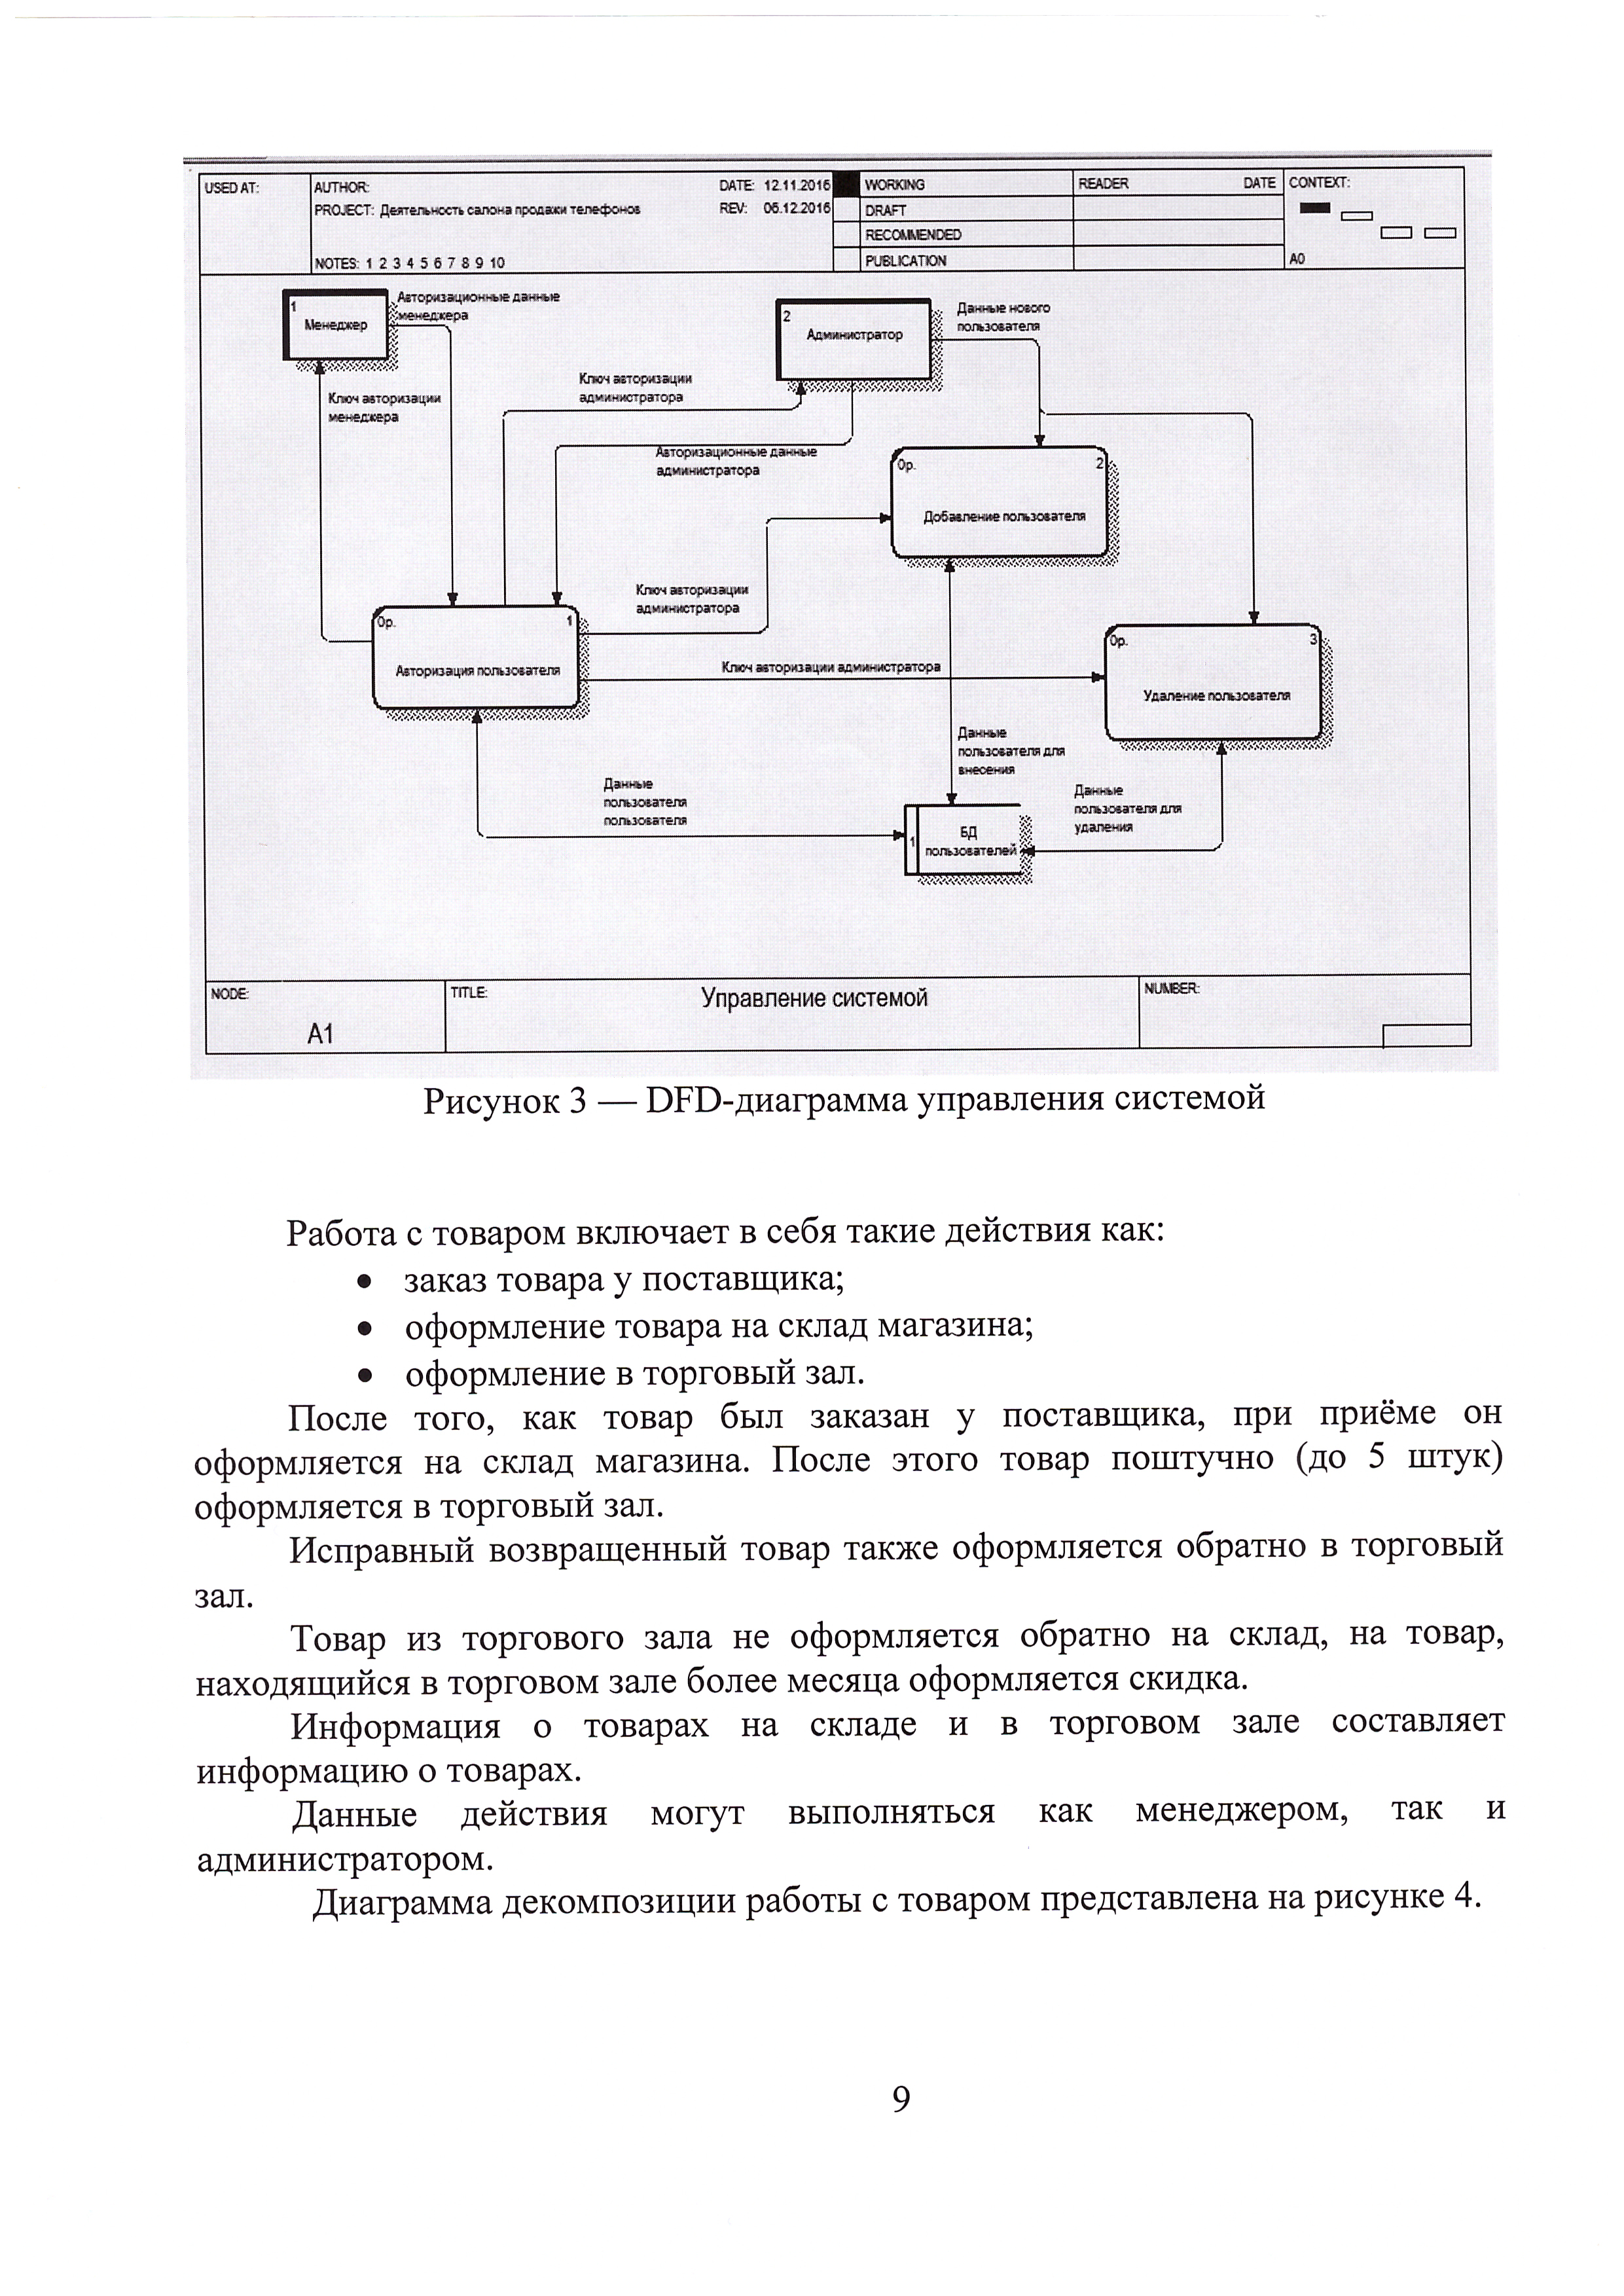 USED AT:
AUTHOR:
DATE: 12.11.2016
WORKING
READER
DATE
CONTEXT:
PROJECT: Деятельность салона продажи телефонов
REV: 06.12.2016
DRAFT
RECOMMENDED
NOTES: 1 2 3 4 5 6 7 8 9 10
PUBLICATION
A0
1
Менеджер
Авторизационные данные
менеджера
2
Администратор
Данные нового
пользователя
Ключ авторизации
администратора
Ключ авторизации
менеджера
Авторизационные данные
администратора
0р.
2
Добавление пользователя
Ключ авторизации
администратора
0р.
1
Авторизация пользователя
Ключ авторизации администратора
0р.
3
Удаление пользователя
Данные
пользователя для
внесения
Данные
пользователя
пользователя
Данные
пользователя для
удаления
1
БД
пользователей
NODE:
A1
TITLE:
Управление системой
NUMBER:
Рисунок 3 — DFD-диаграмма управления системой
Работа с товаром включает в себя такие действия как:
• заказ товара у поставщика;
• оформление товара на склад магазина;
• оформление в торговый зал.
После того, как товар был заказан у поставщика, при приёме он
оформляется на склад магазина. После этого товар поштучно (до 5 штук)
оформляется в торговый зал.
Исправный возвращенный товар также оформляется обратно в торговый
зал.
Товар из торгового зала не оформляется обратно на склад, на товар,
находящийся в торговом зале более месяца оформляется скидка.
Информация о товарах на складе и в торговом зале составляет
информацию о товарах.
Данные действия могут выполняться как менеджером, так и
администратором.
Диаграмма декомпозиции работы с товаром представлена на рисунке 4.
9